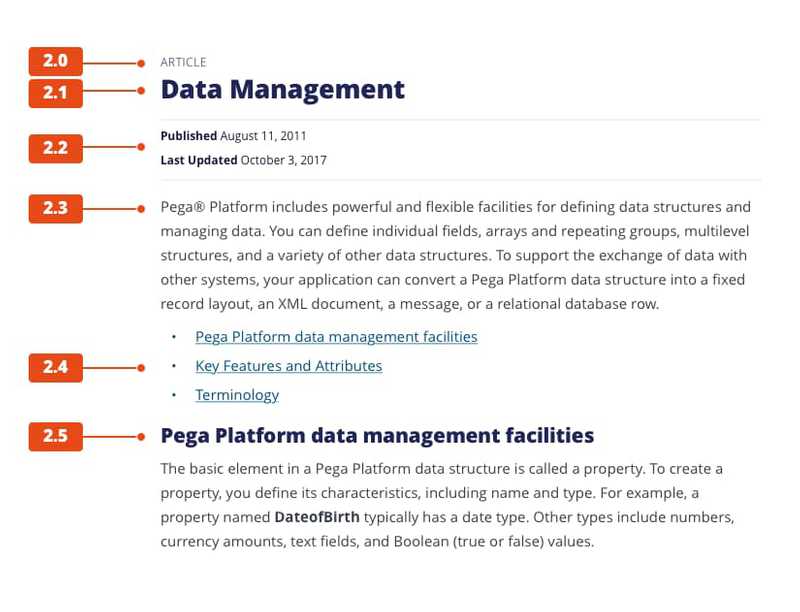 2.0 ARTICLE
2.1 Data Management
2.2 Published August 11, 2011
Last Updated October 3, 2017
2.3 Pega® Platform includes powerful and flexible facilities for defining data structures and
managing data. You can define individual fields, arrays and repeating groups, multilevel
structures, and a variety of other data structures. To support the exchange of data with
other systems, your application can convert a Pega Platform data structure into a fixed
record layout, an XML document, a message, or a relational database row.
• Pega Platform data management facilities
2.4 • Key Features and Attributes
• Terminology
2.5 Pega Platform data management facilities
The basic element in a Pega Platform data structure is called a property. To create a
property, you define its characteristics, including name and type. For example, a
property named DateofBirth typically has a date type. Other types include numbers,
currency amounts, text fields, and Boolean (true or false) values.